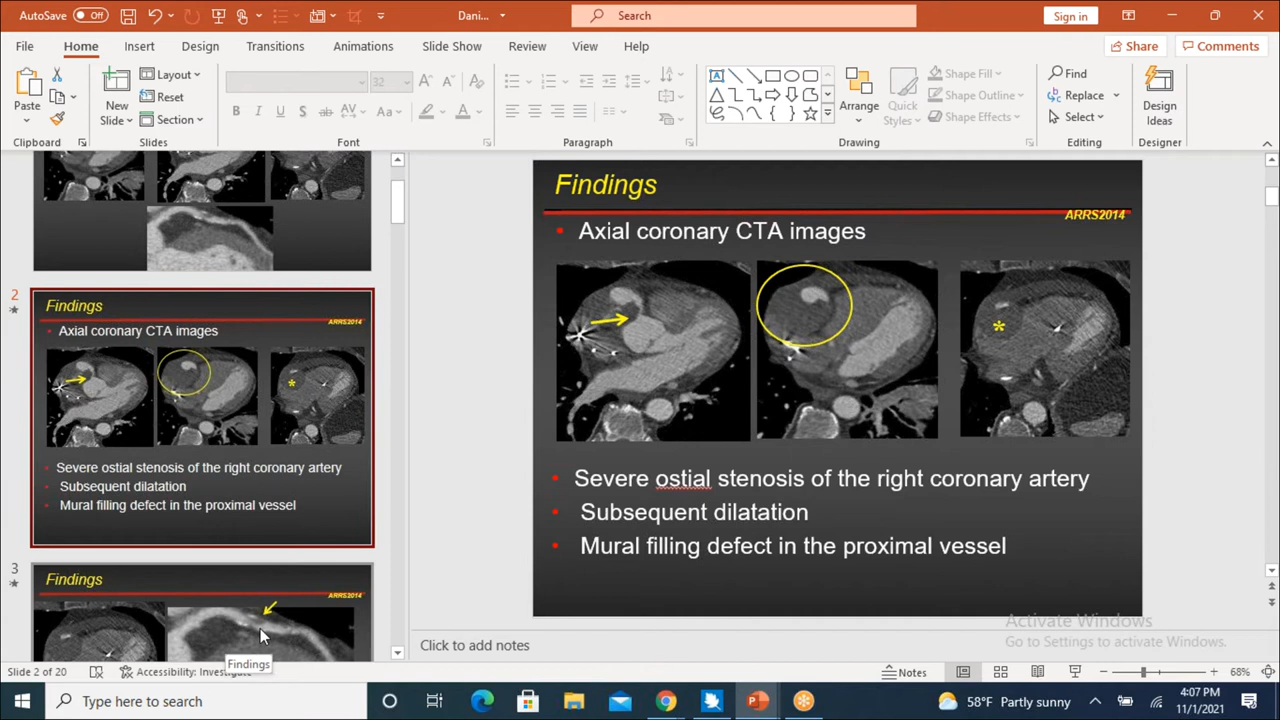 AutoSave Off Dani... Search Sign in
File Home Insert Design Transitions Animations Slide Show Review View Help Share Comments
Paste New Slide Layout Reset Section 32 Arrange Quick Styles Shape Fill Shape Outline Shape Effects Find Replace Select Design Ideas
Clipboard Slides Font Paragraph Drawing Editing Designer
2
Findings
ARRS2014
• Axial coronary CTA images
*
• Severe ostial stenosis of the right coronary artery
• Subsequent dilatation
• Mural filling defect in the proximal vessel
3
Findings
ARRS2014
Findings
Findings
ARRS2014
• Axial coronary CTA images
*
• Severe ostial stenosis of the right coronary artery
• Subsequent dilatation
• Mural filling defect in the proximal vessel
Activate Windows
Go to Settings to activate Windows.
Click to add notes
Slide 2 of 20 Accessibility: Investigate Notes 68%
Type here to search 58°F Partly sunny 4:07 PM
11/1/2021